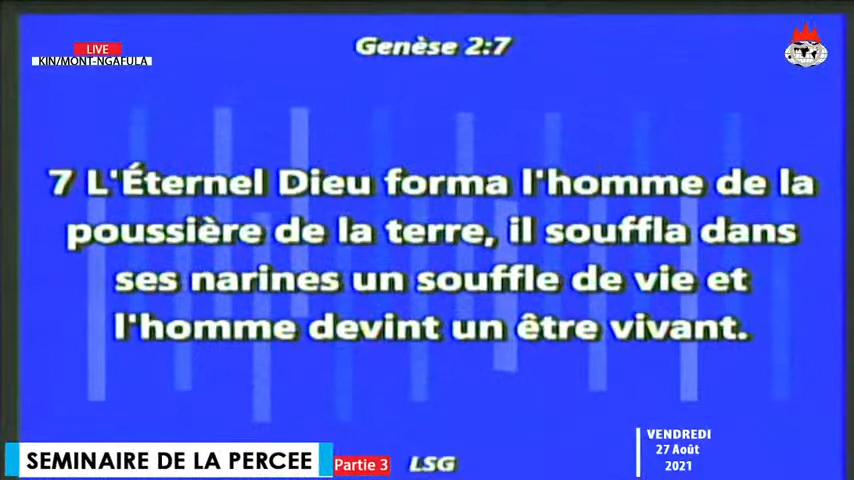 LIVE
KIN/MONT-NGAFULA
Genèse 2:7
7 L'Éternel Dieu forma l'homme de la
poussière de la terre, il souffla dans
ses narines un souffle de vie et
l'homme devint un être vivant.
SEMINAIRE DE LA PERCEE
Partie 3
LSG
VENDREDI
27 Août
2021